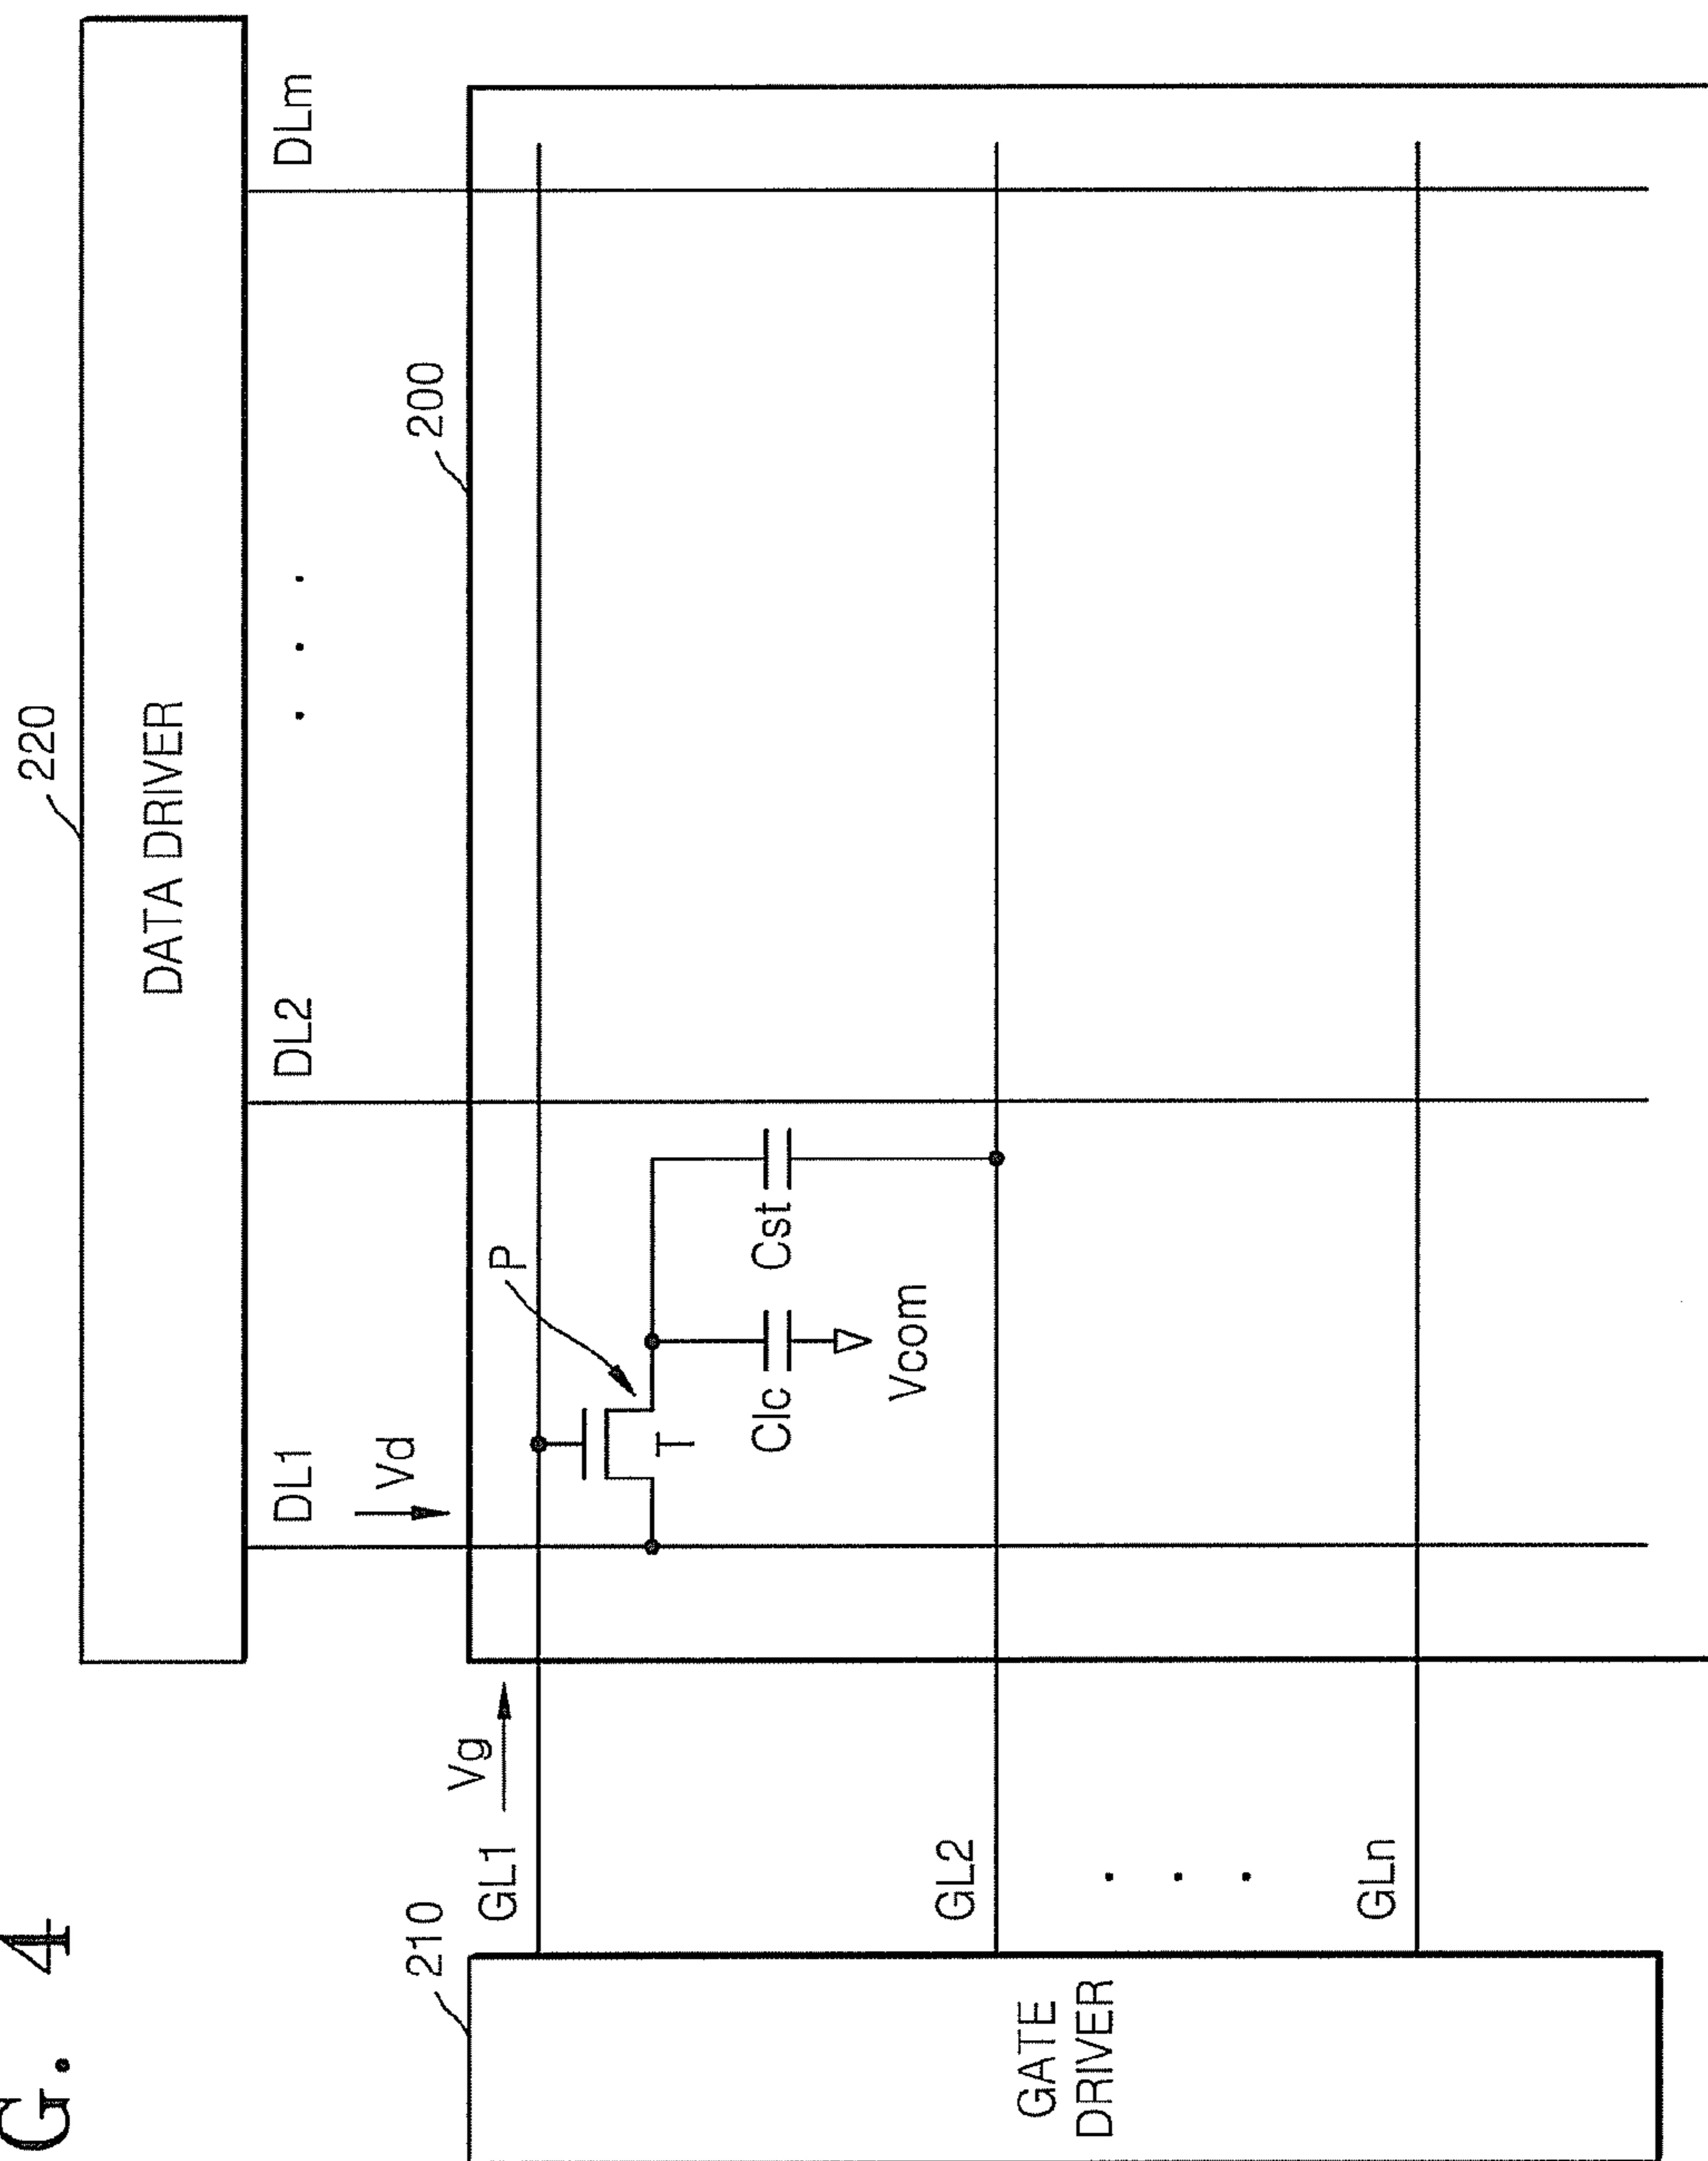 G. 4
220
DATA DRIVER
DL1
DL2
. . .
DLm
Vd
200
210
Vg
GL1
P
T
Clc
Cst
Vcom
GL2
. . .
GLn
GATE
DRIVER